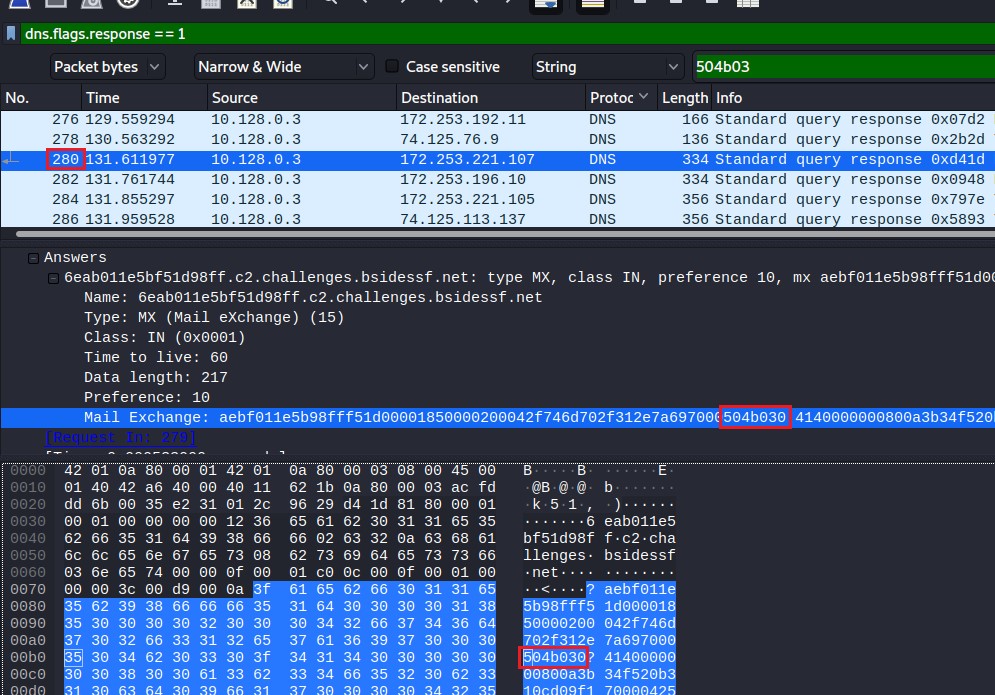 dns.flags.response == 1
Packet bytes Narrow & Wide Case sensitive String 504b03
No. Time Source Destination Protoc Length Info
276 129.559294 10.128.0.3 172.253.192.11 DNS 166 Standard query response 0x07d2
278 130.563292 10.128.0.3 74.125.76.9 DNS 136 Standard query response 0x2b2d
280 131.611977 10.128.0.3 172.253.221.107 DNS 334 Standard query response 0xd41d
282 131.761744 10.128.0.3 172.253.196.10 DNS 334 Standard query response 0x0948
284 131.855297 10.128.0.3 172.253.221.105 DNS 356 Standard query response 0x797e
286 131.959528 10.128.0.3 74.125.113.137 DNS 356 Standard query response 0x5893
Answers
6eab011e5bf51d98ff.c2.challenges.bsidessf.net: type MX, class IN, preference 10, mx aebf011e5b98fff51d00
Name: 6eab011e5bf51d98ff.c2.challenges.bsidessf.net
Type: MX (Mail eXchange) (15)
Class: IN (0x0001)
Time to live: 60
Data length: 217
Preference: 10
Mail Exchange: aebf011e5b98fff51d00001850000200042f746d702f312e7a697000504b030 4140000000800a3b34f520b
[Request In: 279]
0000 42 01 0a 80 00 01 42 01 0a 80 00 03 08 00 45 00 B·····B· ······E·
0010 01 40 42 a6 40 00 40 11 62 1b 0a 80 00 03 ac fd ·@B·@·@· b·······
0020 dd 6b 00 35 e2 31 01 2c 96 29 d4 1d 81 80 00 01 ·k·5·1·, ·)······
0030 00 01 00 00 00 00 12 36 65 61 62 30 31 31 65 35 ·······6 eab011e5
0040 62 66 35 31 64 39 38 66 66 02 63 32 0a 63 68 61 bf51d98f f·c2·cha
0050 6c 6c 65 6e 67 65 73 08 62 73 69 64 65 73 73 66 llenges· bsidessf
0060 03 6e 65 74 00 00 0f 00 01 c0 0c 00 0f 00 01 00 ·net···· ········
0070 00 00 3c 00 d9 00 0a 3f 61 65 62 66 30 31 31 65 ··<····? aebf011e
0080 35 62 39 38 66 66 66 35 31 64 30 30 30 30 31 38 5b98fff5 1d000018
0090 35 30 30 30 30 32 30 30 30 34 32 66 37 34 36 64 50000200 042f746d
00a0 37 30 32 66 33 31 32 65 37 61 36 39 37 30 30 30 702f312e 7a697000
00b0 35 30 34 62 30 33 30 3f 34 31 34 30 30 30 30 30 504b030? 41400000
00c0 30 30 38 30 30 61 33 62 33 34 66 35 32 30 62 33 00800a3b 34f520b3
00d0 31 30 63 64 30 39 66 31 37 30 30 30 30 34 32 35 10cd09f1 70000425